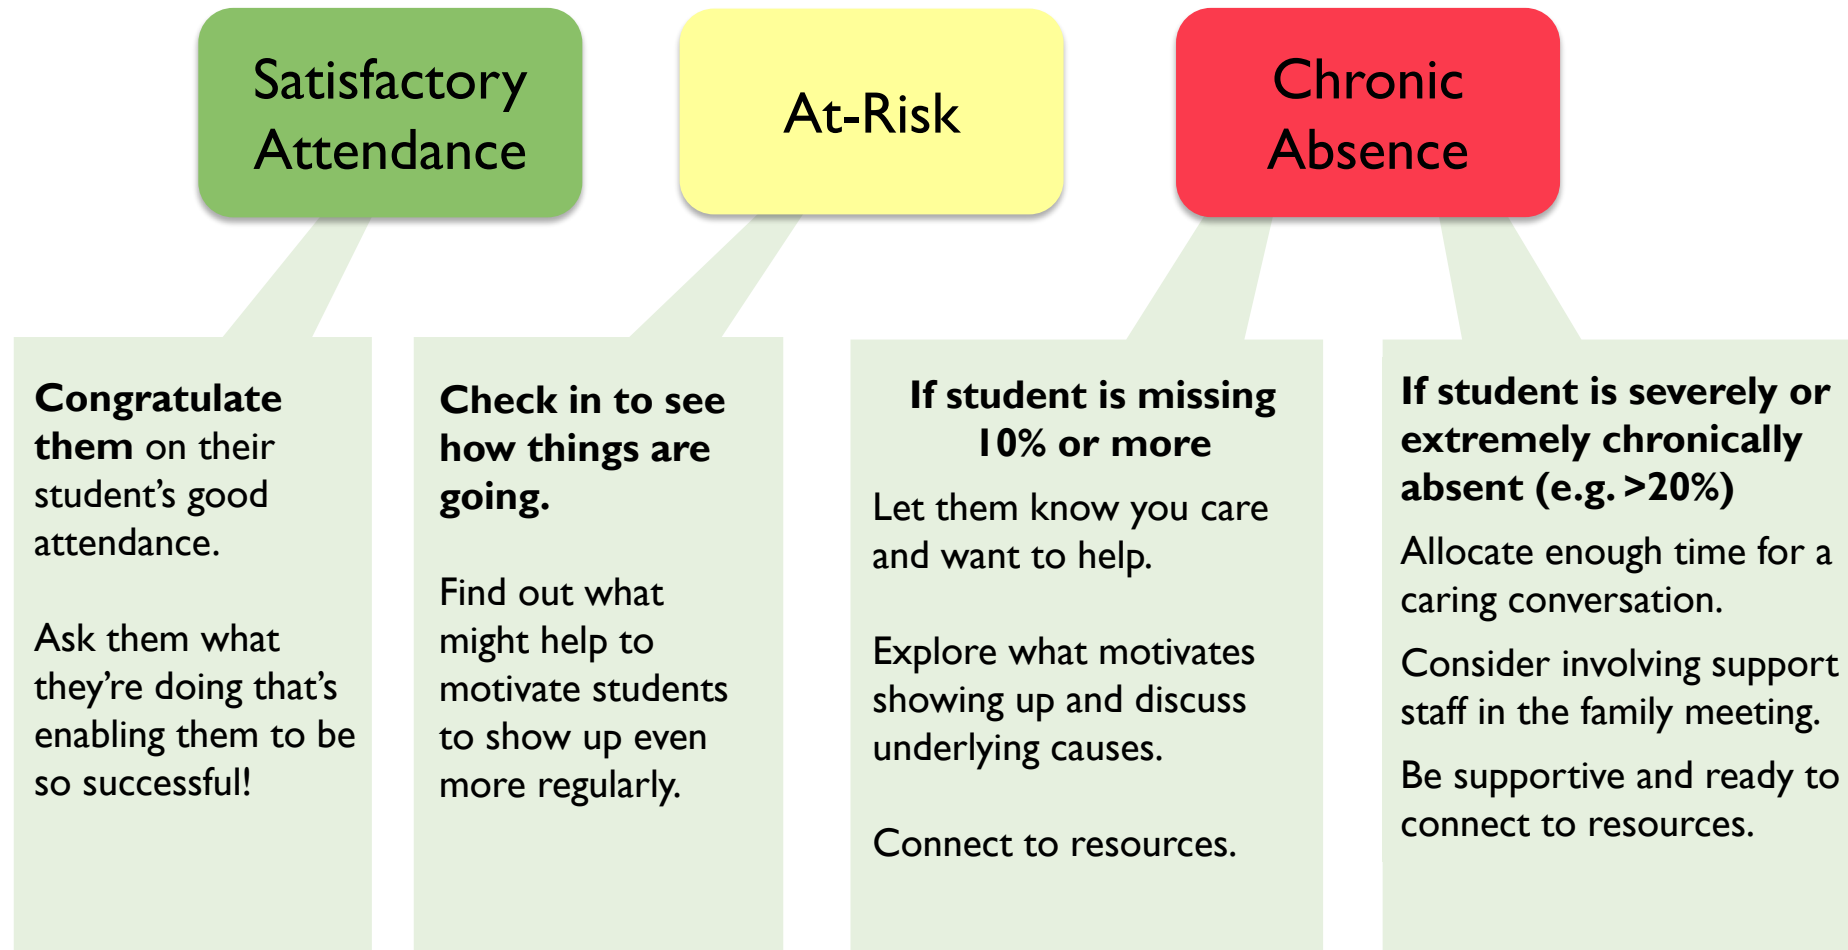 Satisfactory
Attendance
At-Risk
Chronic
Absence
Congratulate
them on their
student’s good
attendance.
Ask them what
they’re doing that’s
enabling them to be
so successful!
Check in to see
how things are
going.
Find out what
might help to
motivate students
to show up even
more regularly.
If student is missing
10% or more
Let them know you care
and want to help.
Explore what motivates
showing up and discuss
underlying causes.
Connect to resources.
If student is severely or
extremely chronically
absent (e.g. >20%)
Allocate enough time for a
caring conversation.
Consider involving support
staff in the family meeting.
Be supportive and ready to
connect to resources.